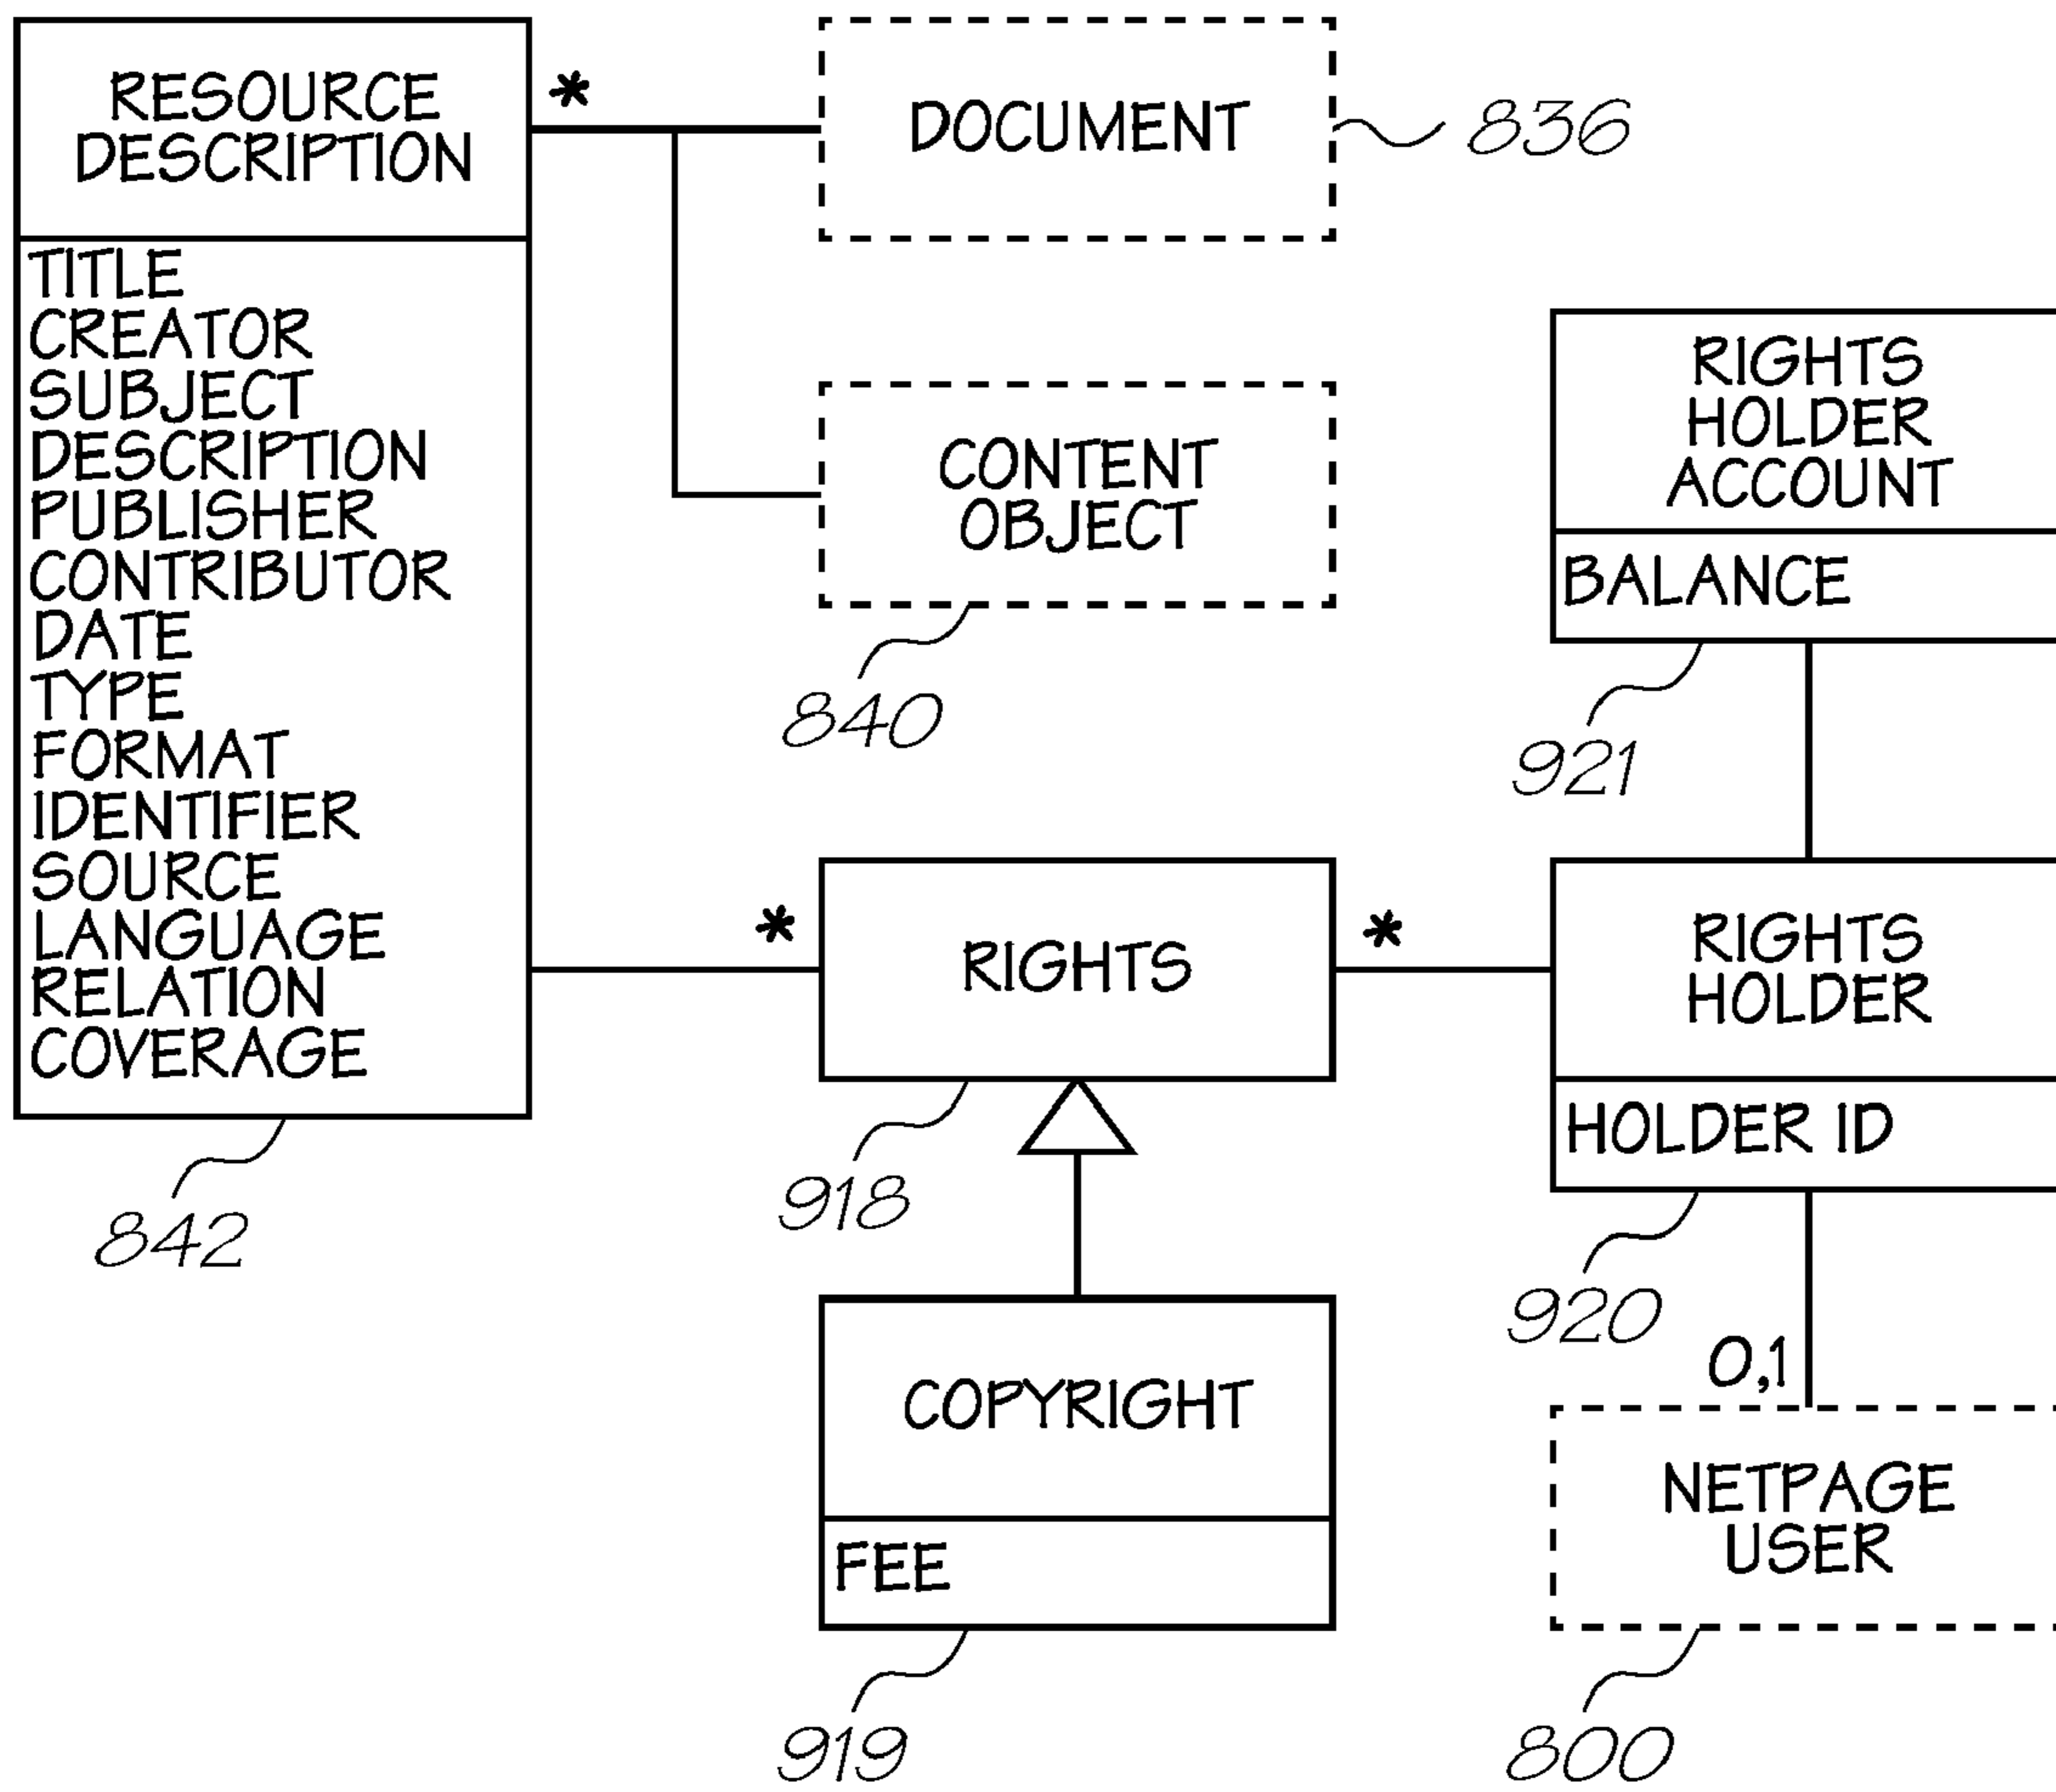 RESOURCE
DESCRIPTION
*
TITLE
CREATOR
SUBJECT
DESCRIPTION
PUBLISHER
CONTRIBUTOR
DATE
TYPE
FORMAT
IDENTIFIER
SOURCE
LANGUAGE
RELATION
COVERAGE
842
DOCUMENT
836
CONTENT
OBJECT
840
RIGHTS
HOLDER
ACCOUNT
BALANCE
921
*
RIGHTS
*
918
RIGHTS
HOLDER
HOLDER ID
920
COPYRIGHT
FEE
919
0,1
NETPAGE
USER
800